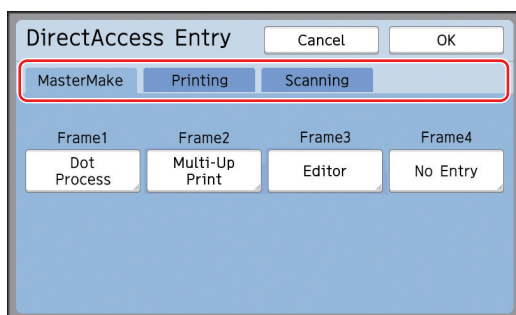 DirectAccess Entry Cancel OK
MasterMake Printing Scanning
Frame1 Frame2 Frame3 Frame4
Dot Process
Multi-Up Print
Editor
No Entry